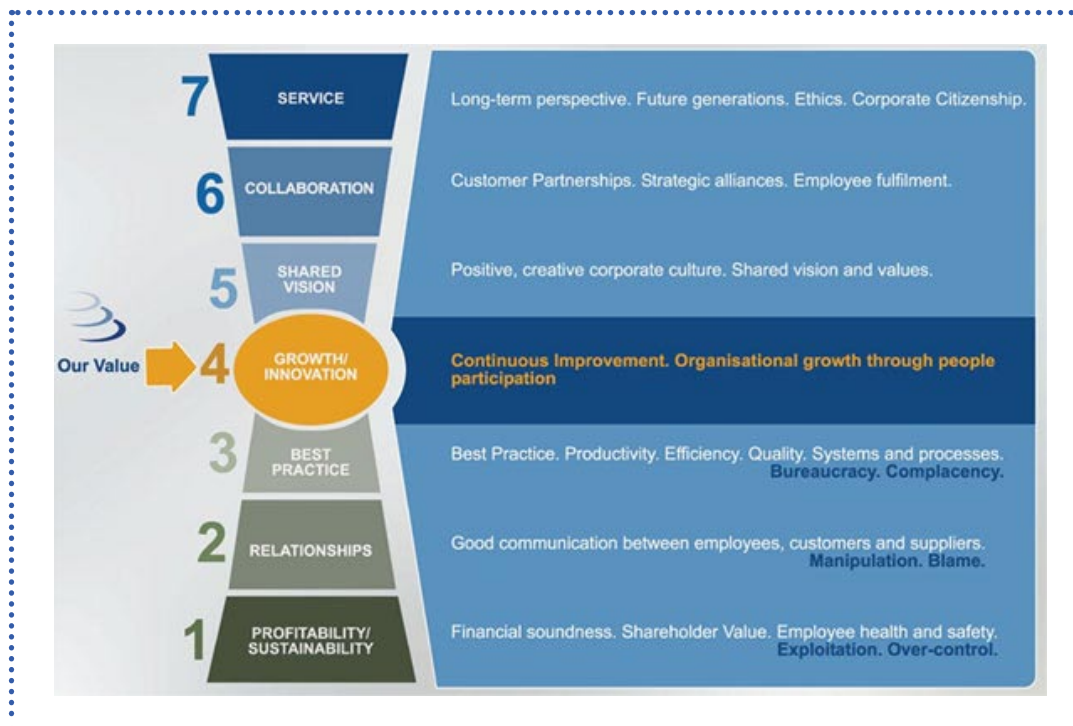 7
SERVICE
Long-term perspective. Future generations. Ethics. Corporate Citizenship.
6
COLLABORATION
Customer Partnerships. Strategic alliances. Employee fulfilment.
5
SHARED
VISION
Positive, creative corporate culture. Shared vision and values.
Our Value
4
GROWTH/
INNOVATION
Continuous Improvement. Organisational growth through people
participation
3
BEST
PRACTICE
Best Practice. Productivity. Efficiency. Quality. Systems and processes.
Bureaucracy. Complacency.
2
RELATIONSHIPS
Good communication between employees, customers and suppliers.
Manipulation. Blame.
1
PROFITABILITY/
SUSTAINABILITY
Financial soundness. Shareholder Value. Employee health and safety.
Exploitation. Over-control.